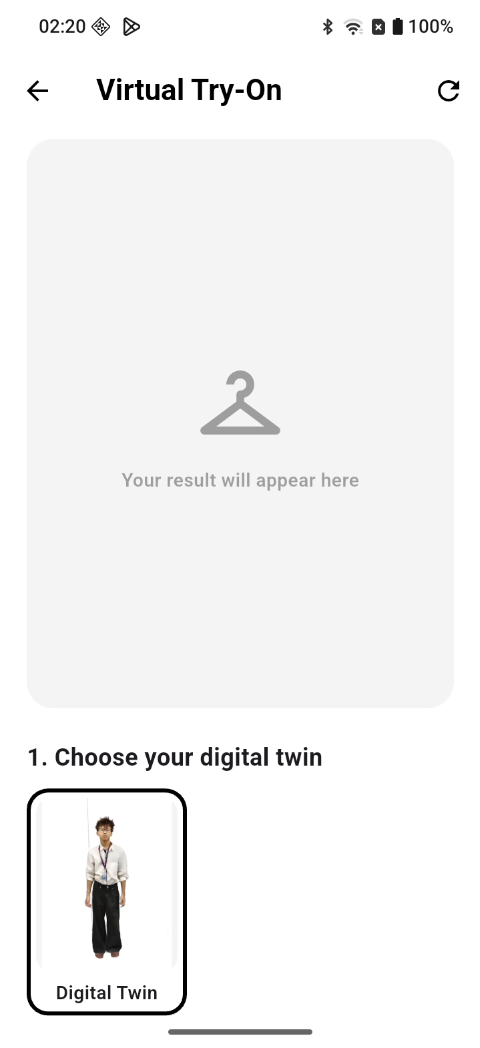 02:20
100%
Virtual Try-On
Your result will appear here
1. Choose your digital twin
Digital Twin